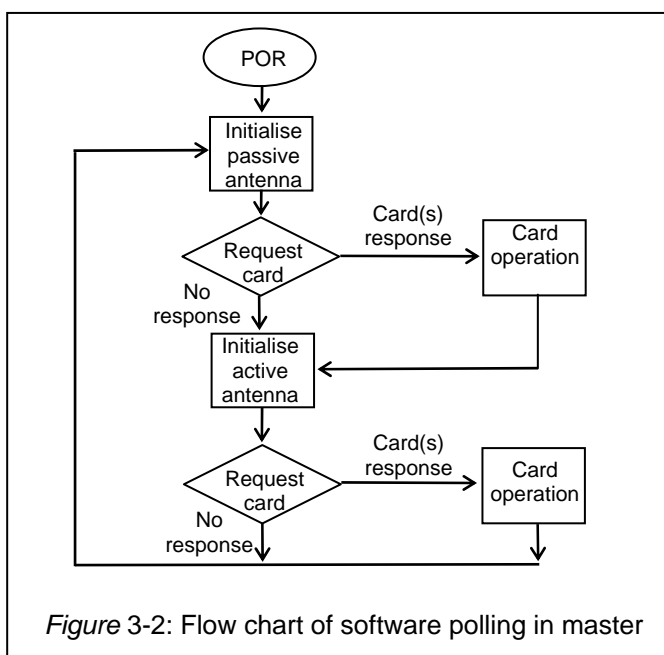 POR
Initialise
passive
antenna
Request
card
Card(s)
response
Card
operation
No
response
Initialise
active
antenna
Request
card
Card(s)
response
Card
operation
No
response
Figure 3-2: Flow chart of software polling in master